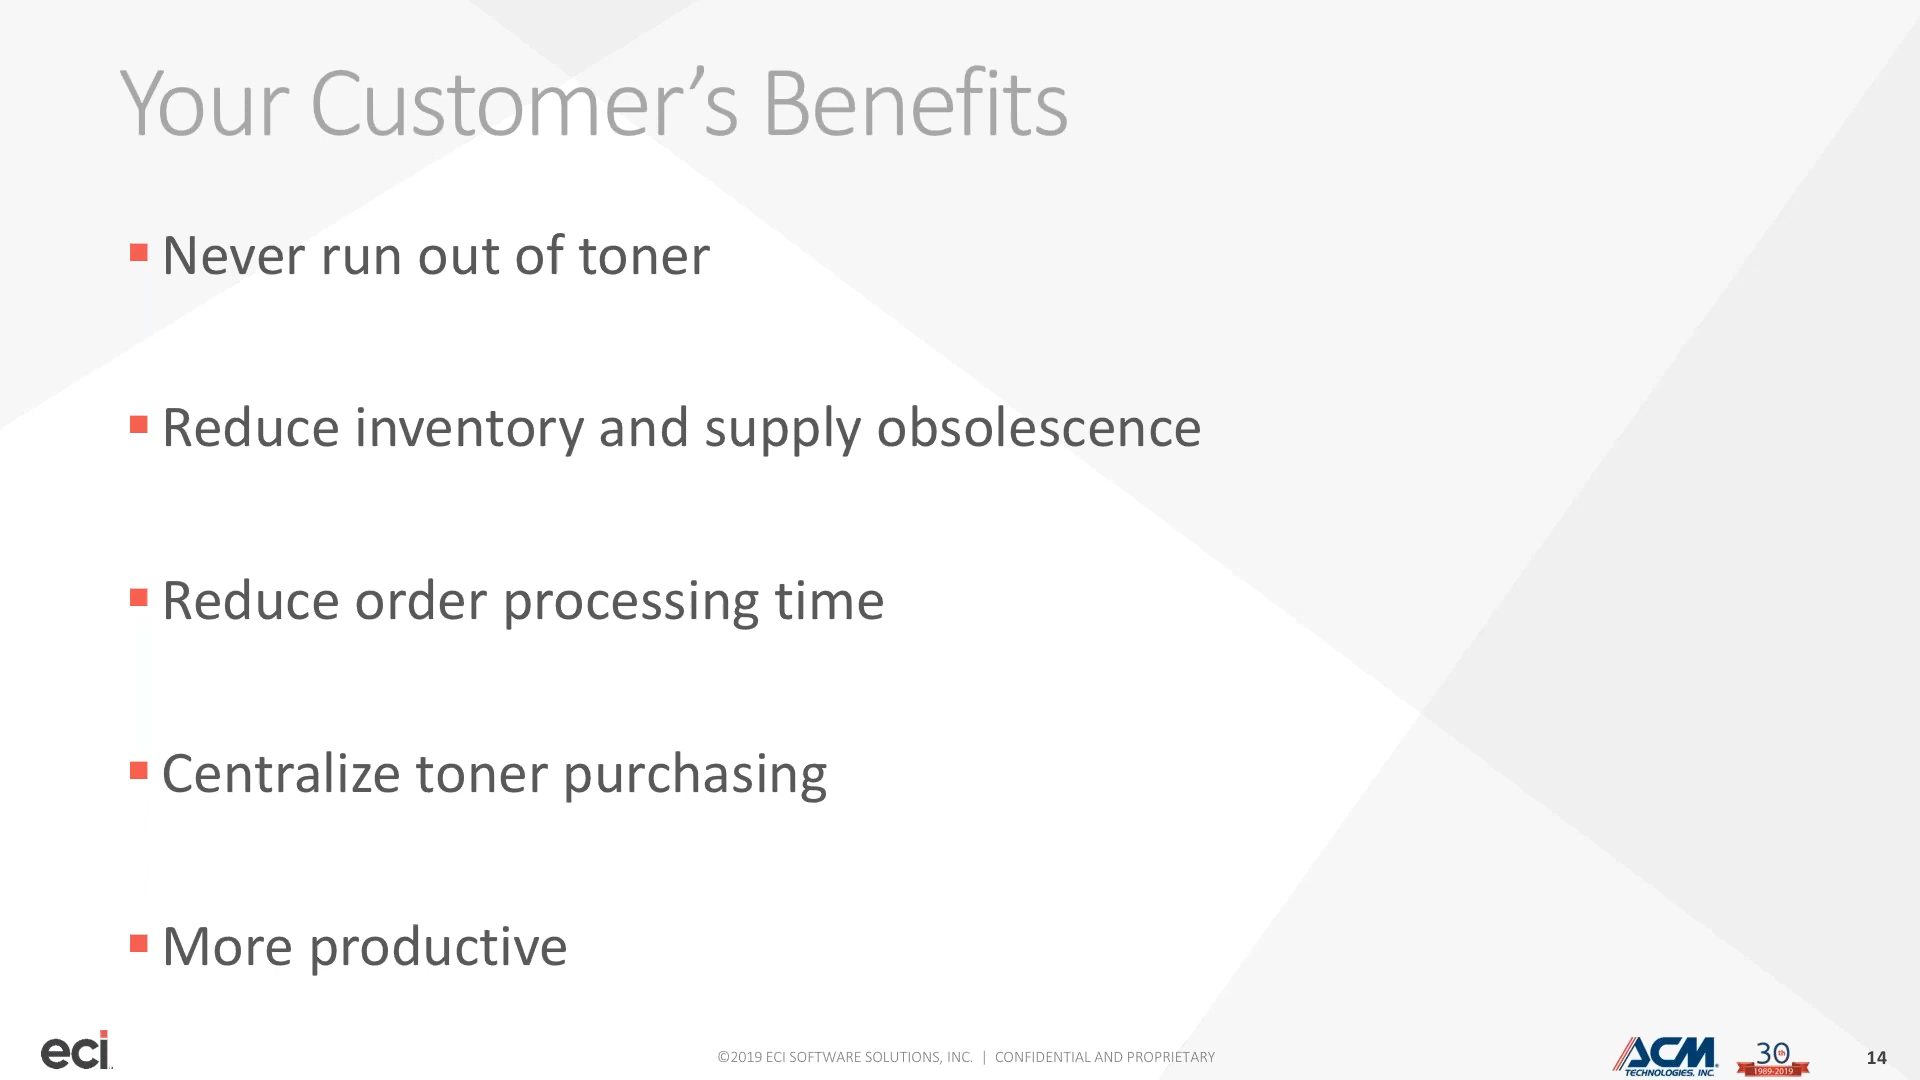 Your Customer’s Benefits
Never run out of toner
Reduce inventory and supply obsolescence
Reduce order processing time
Centralize toner purchasing
More productive
eci
©2019 ECI SOFTWARE SOLUTIONS, INC. | CONFIDENTIAL AND PROPRIETARY
ACM
TECHNOLOGIES, INC.
30th
1989-2019
14